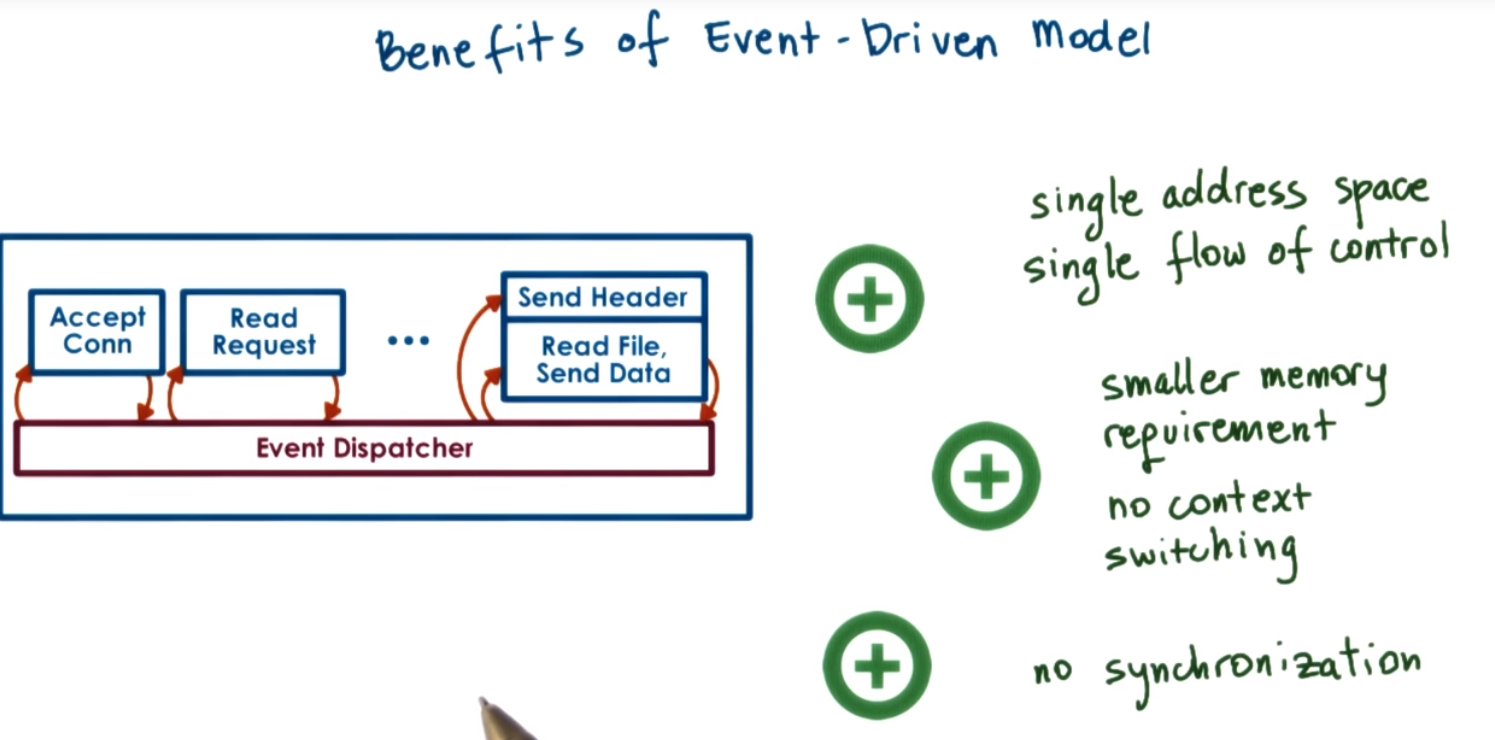 Benefits of Event-Driven Model
single address space
single flow of control
Accept
Conn
Read
Request
...
Send Header
Read File,
Send Data
Event Dispatcher
smaller memory
requirement
no context
switching
no synchronization